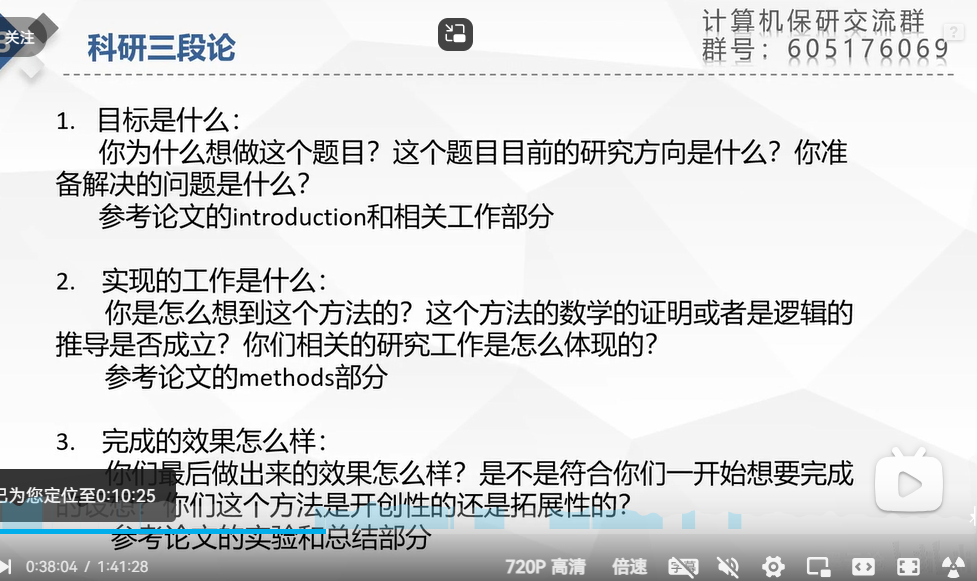 关注
科研三段论
计算机保研交流群
群号：605176069
1. 目标是什么：
你为什么想做这个题目？这个题目目前的研究方向是什么？你准
备解决的问题是什么？
参考论文的introduction和相关工作部分
2. 实现的工作是什么：
你是怎么想到这个方法的？这个方法的数学的证明或者是逻辑的
推导是否成立？你们相关的研究工作是怎么体现的？
参考论文的methods部分
3. 完成的效果怎么样：
你们最后做出来的效果怎么样？是不是符合你们一开始想要完成
的设想？你们这个方法是开创性的还是拓展性的？
已为您定位至0:10:25
参考论文的实验和总结部分
0:38:04 / 1:41:28
720P 高清
倍速